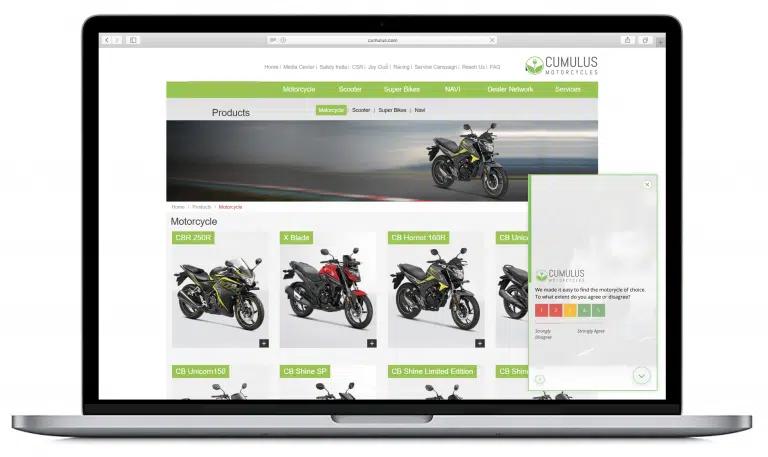 cumulus.com
Home | Media Center | Safety India | CSR | Joy Club | Racing | Service Campaign | Reach Us | FAQ
CUMULUS
MOTORCYCLES
Motorcycle Scooter Super Bikes NAVI Dealer Network Services
Products
Motorcycle | Scooter | Super Bikes | Navi
Home / Products / Motorcycle
Motorcycle
CBR 250R X Blade CB Hornet 160R CB Unic
CB Unicorn150 CB Shine SP CB Shine Limited Edition CB Shin
CUMULUS
MOTORCYCLES
We made it easy to find the motorycle of choice.
To what extent do you agree or disagree?
1 2 3 4 5
Strongly Strongly Agree
disagree